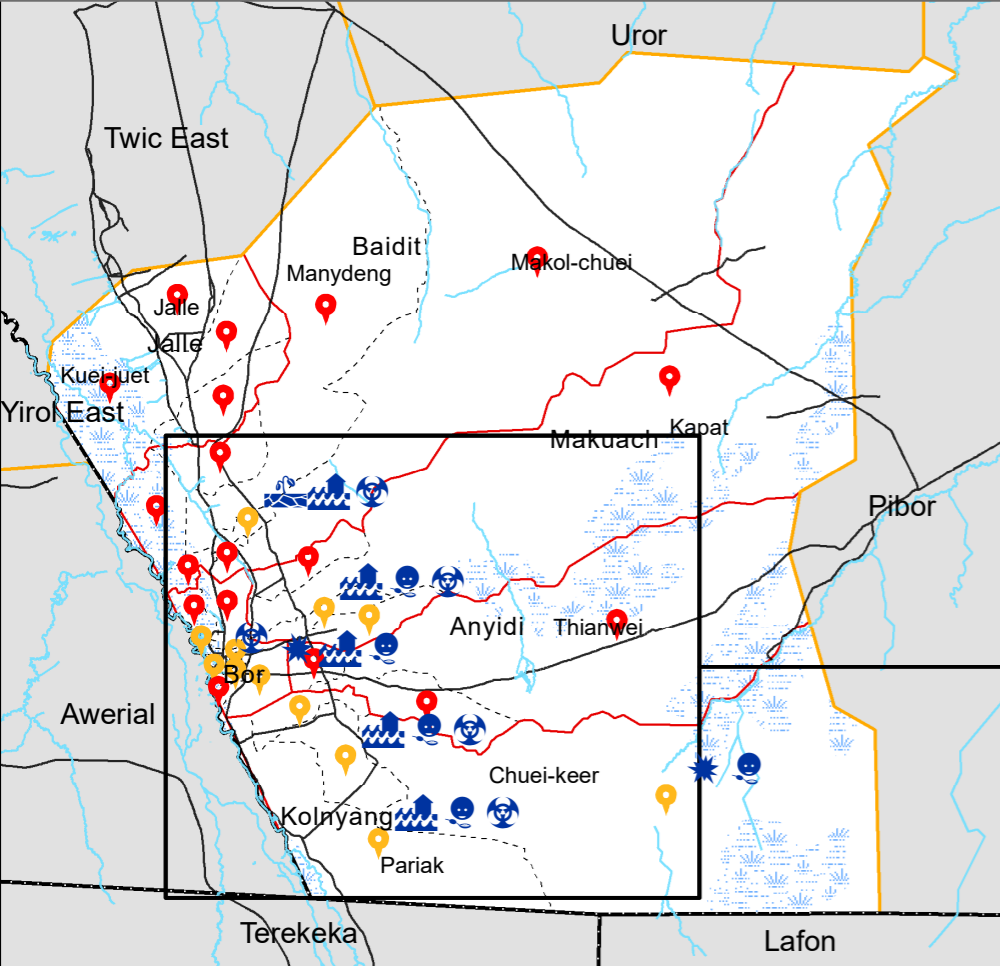 Uror
Twic East
Baidit
Manydeng
Makol-chuei
Jalle
Jalle
Kuei-juet
Yirol East
Kapat
Makuach
Pibor
Anyidi
Thianwei
Bor
Awerial
Chuei-keer
Kolnyang
Pariak
Terekeka
Lafon